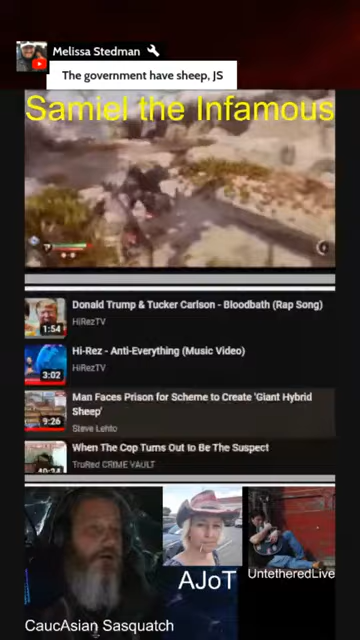 Melissa Stedman
The government have sheep, JS
Samiel the Infamous
Donald Trump & Tucker Carlson - Bloodbath (Rap Song)
HiRezTV
1:54
Hi-Rez - Anti-Everything (Music Video)
HiRezTV
3:02
Man Faces Prison for Scheme to Create 'Giant Hybrid
Sheep'
Steve Lehto
9:26
When The Cop Turns Out to Be The Suspect
TruRed CRIME VAULT
AJoT
UntetheredLive
CaucAsian Sasquatch